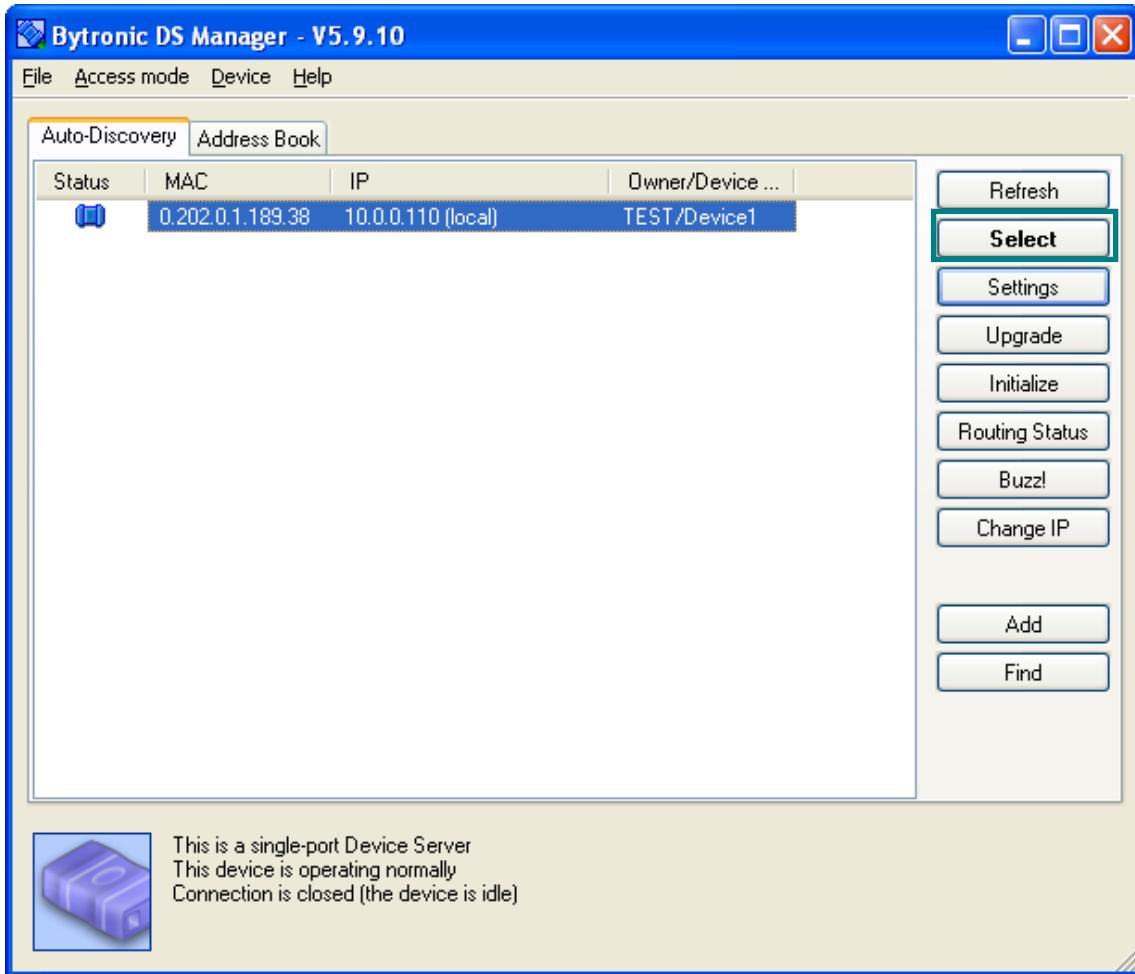 Bytronic DS Manager - V5.9.10
File Access mode Device Help
Auto-Discovery Address Book
Status MAC IP Owner/Device ...
0.202.0.1.189.38 10.0.0.110 (local) TEST/Device1
Refresh
Select
Settings
Upgrade
Initialize
Routing Status
Buzz!
Change IP
Add
Find
This is a single-port Device Server
This device is operating normally
Connection is closed (the device is idle)